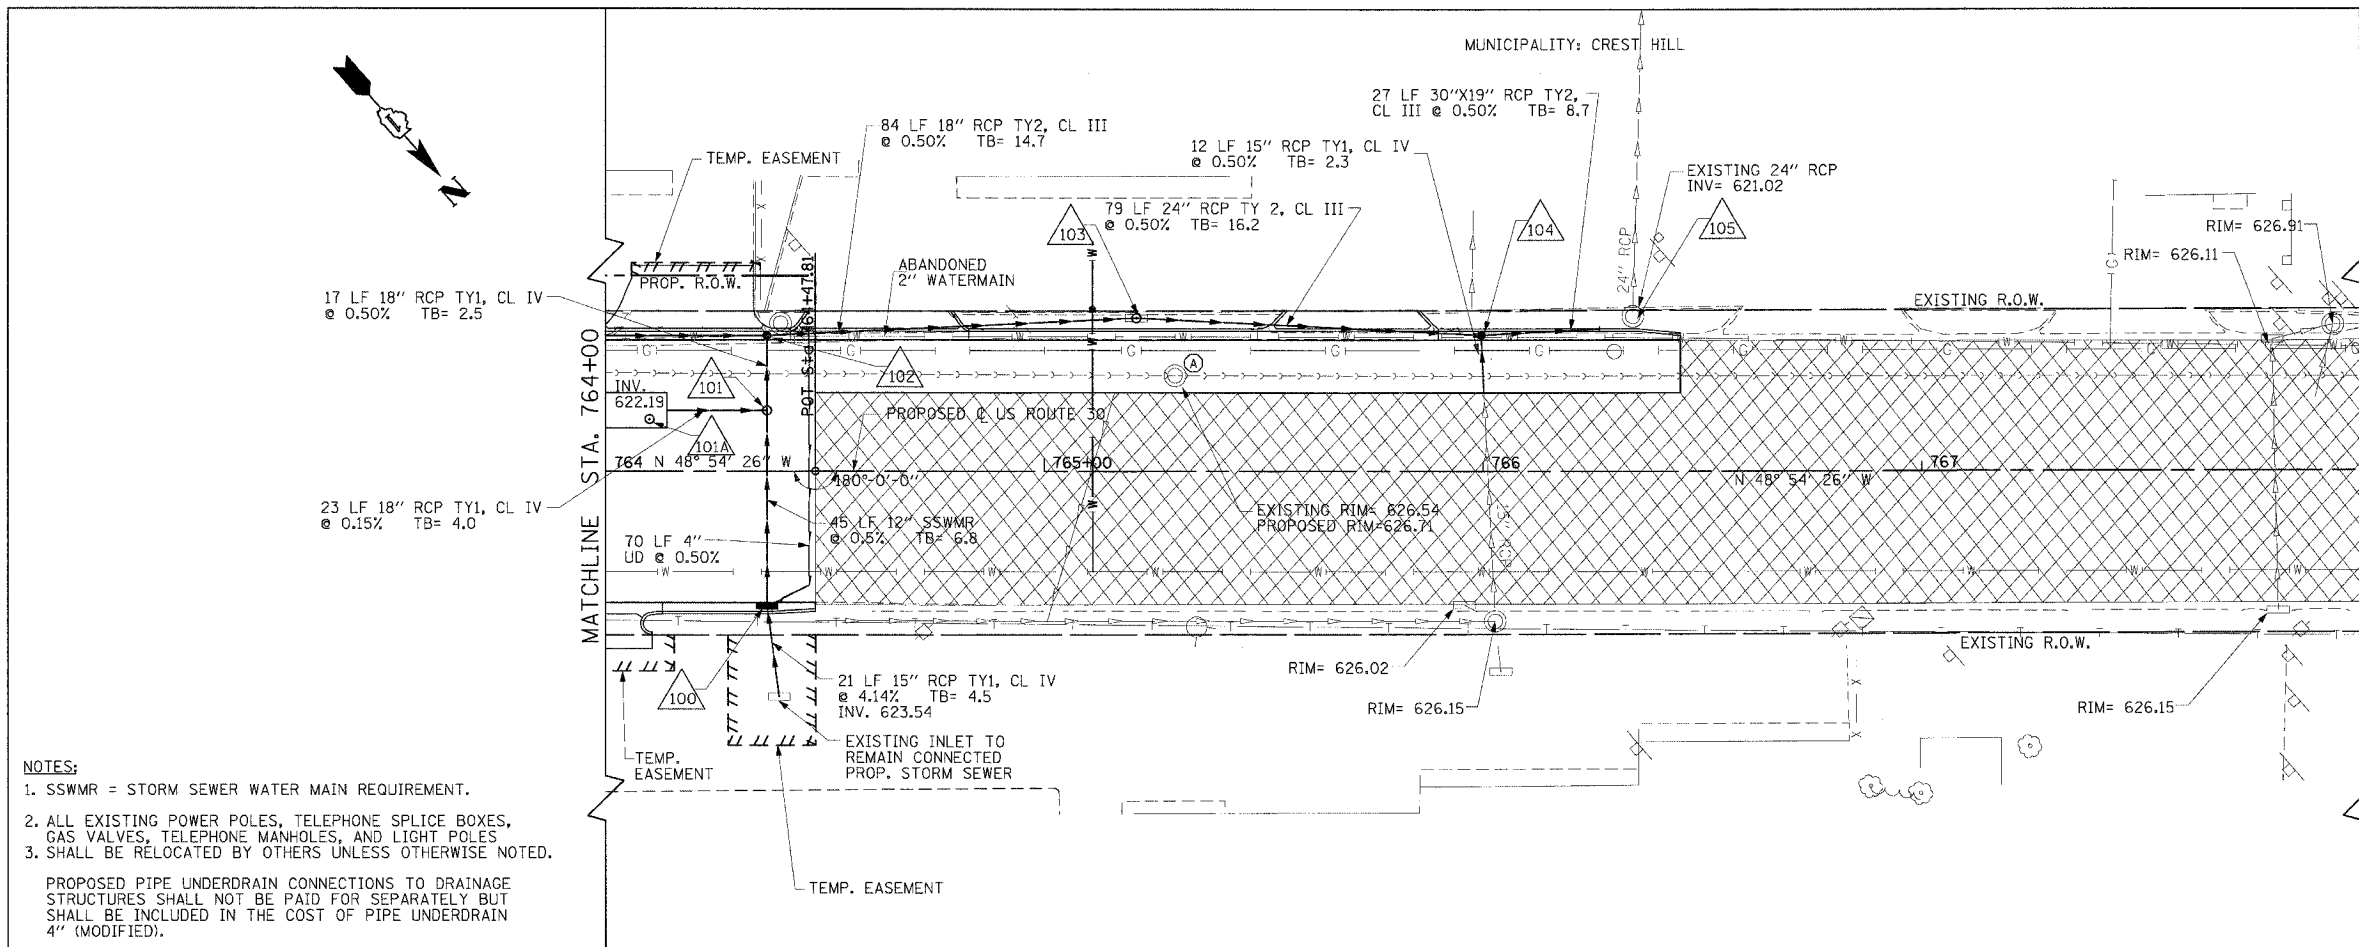 MUNICIPALITY: CREST HILL
27 LF 30"X19" RCP TY2,
CL III @ 0.50% TB= 8.7
84 LF 18" RCP TY2, CL III
@ 0.50% TB= 14.7
12 LF 15" RCP TY1, CL IV
@ 0.50% TB= 2.3
TEMP. EASEMENT
EXISTING 24" RCP
INV= 621.02
79 LF 24" RCP TY 2, CL III
@ 0.50% TB= 16.2
103
104
105
RIM= 626.91
RIM= 626.11
24" RCP
N
ABANDONED
2" WATERMAIN
PROP. R.O.W.
17 LF 18" RCP TY1, CL IV
@ 0.50% TB= 2.5
EXISTING R.O.W.
POT Sta 764+47.81
MATCHLINE STA. 764+00
A
101
102
INV.
622.19
101A
PROPOSED ℄ US ROUTE 30
764 N 48° 54' 26" W
765+00
766
767
N 48° 54' 26" W
180°-0'-0"
23 LF 18" RCP TY1, CL IV
@ 0.15% TB= 4.0
EXISTING RIM= 626.54
PROPOSED RIM=626.71
45 LF 12" SSWMR
@ 0.5% TB= 6.8
70 LF 4"
UD @ 0.50%
EXISTING R.O.W.
RIM= 626.02
100
21 LF 15" RCP TY1, CL IV
@ 4.14% TB= 4.5
INV. 623.54
RIM= 626.15
RIM= 626.15
EXISTING INLET TO
REMAIN CONNECTED
PROP. STORM SEWER
TEMP.
EASEMENT
TEMP. EASEMENT
NOTES:
1. SSWMR = STORM SEWER WATER MAIN REQUIREMENT.
2. ALL EXISTING POWER POLES, TELEPHONE SPLICE BOXES,
GAS VALVES, TELEPHONE MANHOLES, AND LIGHT POLES
3. SHALL BE RELOCATED BY OTHERS UNLESS OTHERWISE NOTED.
PROPOSED PIPE UNDERDRAIN CONNECTIONS TO DRAINAGE
STRUCTURES SHALL NOT BE PAID FOR SEPARATELY BUT
SHALL BE INCLUDED IN THE COST OF PIPE UNDERDRAIN
4" (MODIFIED).